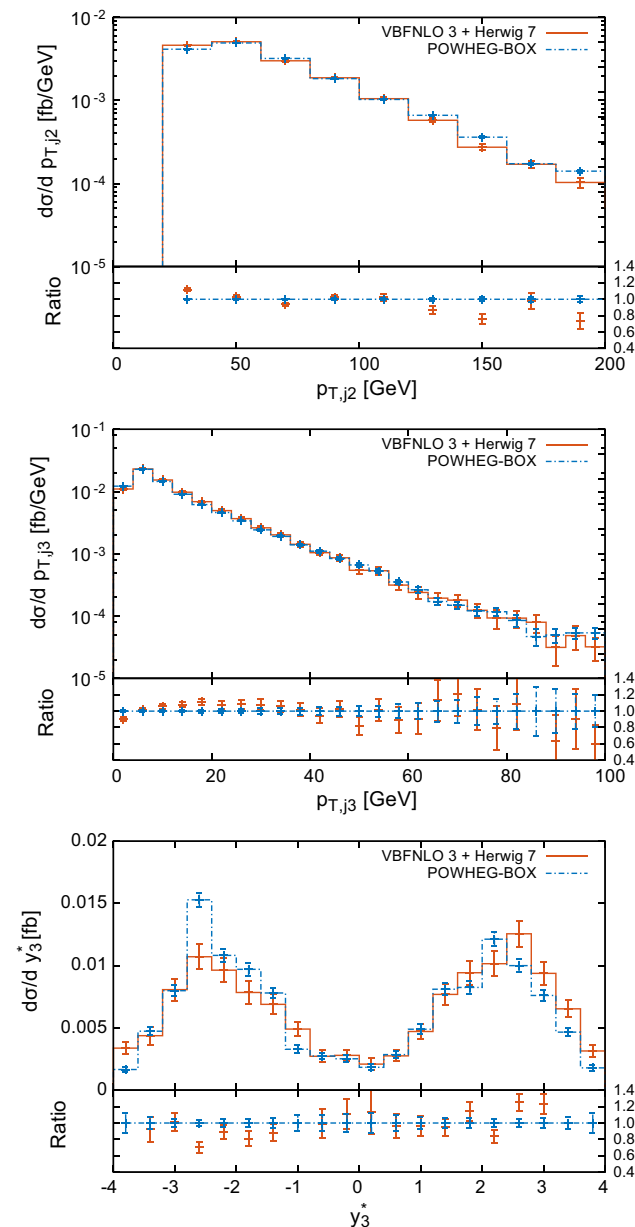 10^-2
VBFNLO 3 + Herwig 7
POWHEG-BOX
10^-3
dσ/d p_T,j2 [fb/GeV]
10^-4
10^-5
Ratio
1.4
1.2
1.0
0.8
0.6
0.4
0 50 100 150 200
p_T,j2 [GeV]
10^-1
VBFNLO 3 + Herwig 7
POWHEG-BOX
10^-2
dσ/d p_T,j3 [fb/GeV]
10^-3
10^-4
10^-5
Ratio
1.4
1.2
1.0
0.8
0.6
0.4
0 20 40 60 80 100
p_T,j3 [GeV]
0.02
VBFNLO 3 + Herwig 7
POWHEG-BOX
0.015
dσ/d y_3^* [fb]
0.01
0.005
0
Ratio
1.4
1.2
1.0
0.8
0.6
0.4
-4 -3 -2 -1 0 1 2 3 4
y_3^*